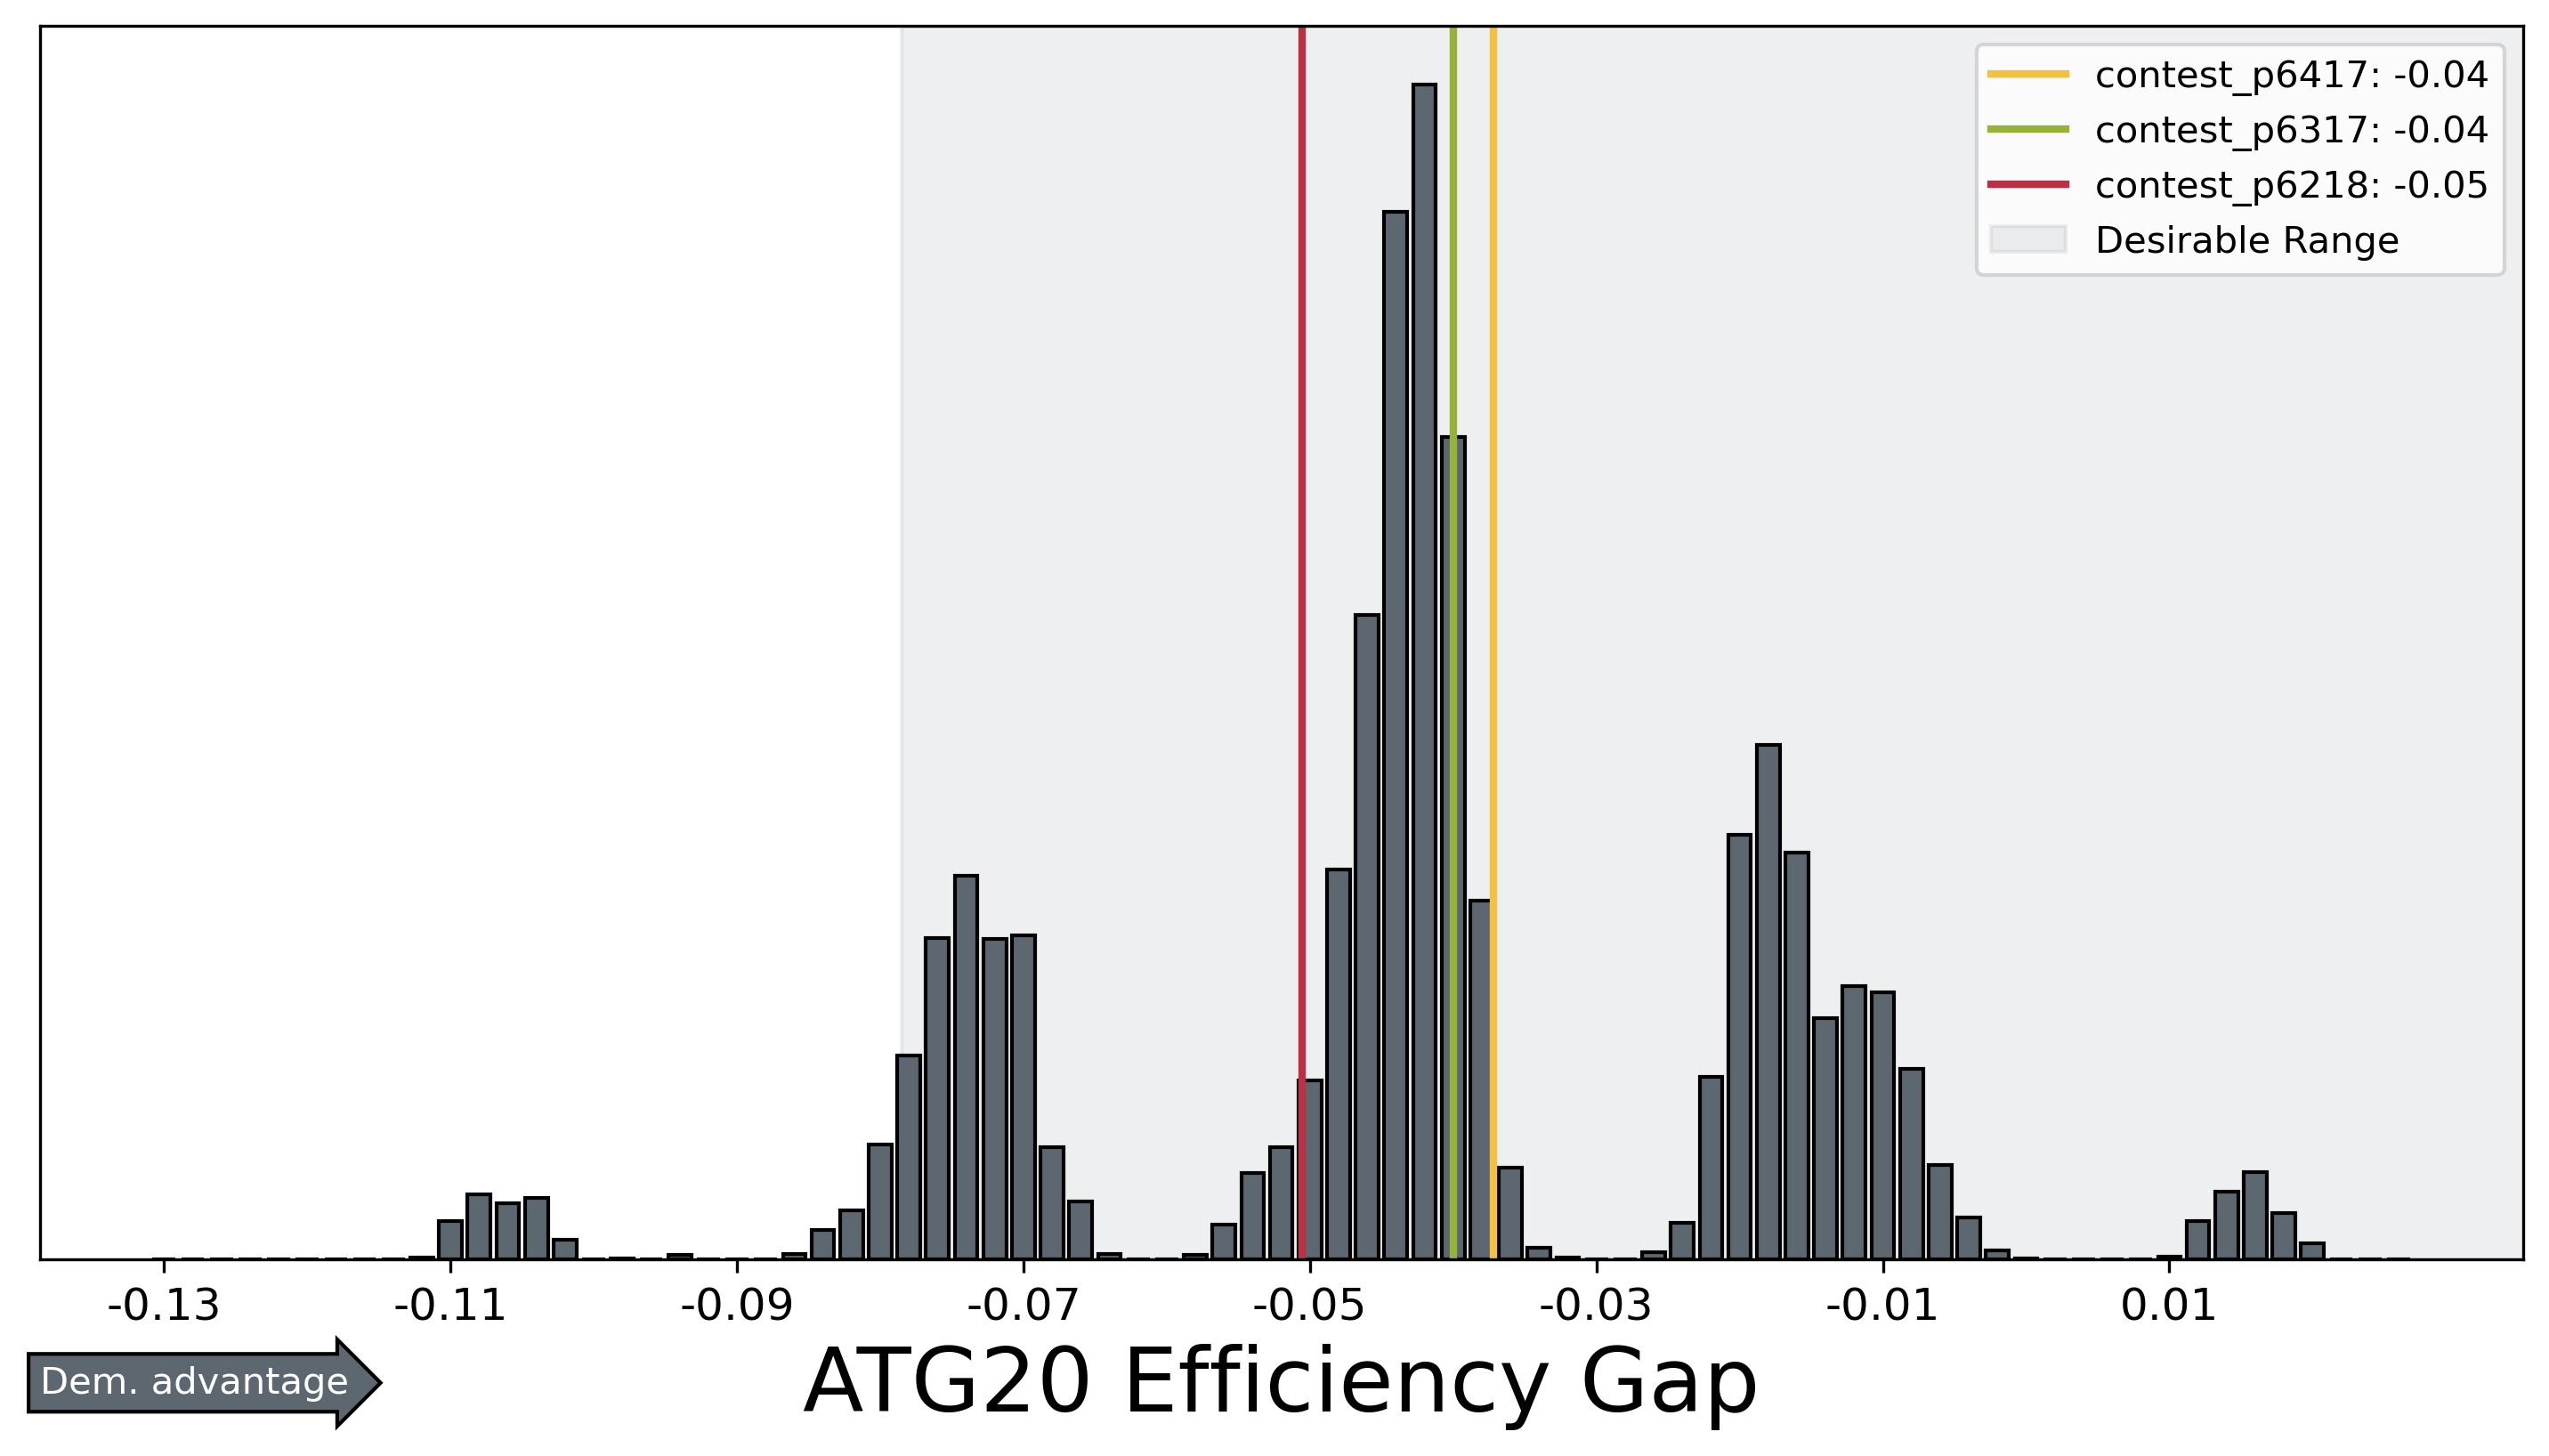 contest_p6417: -0.04
contest_p6317: -0.04
contest_p6218: -0.05
Desirable Range
-0.13 -0.11 -0.09 -0.07 -0.05 -0.03 -0.01 0.01
Dem. advantage
ATG20 Efficiency Gap